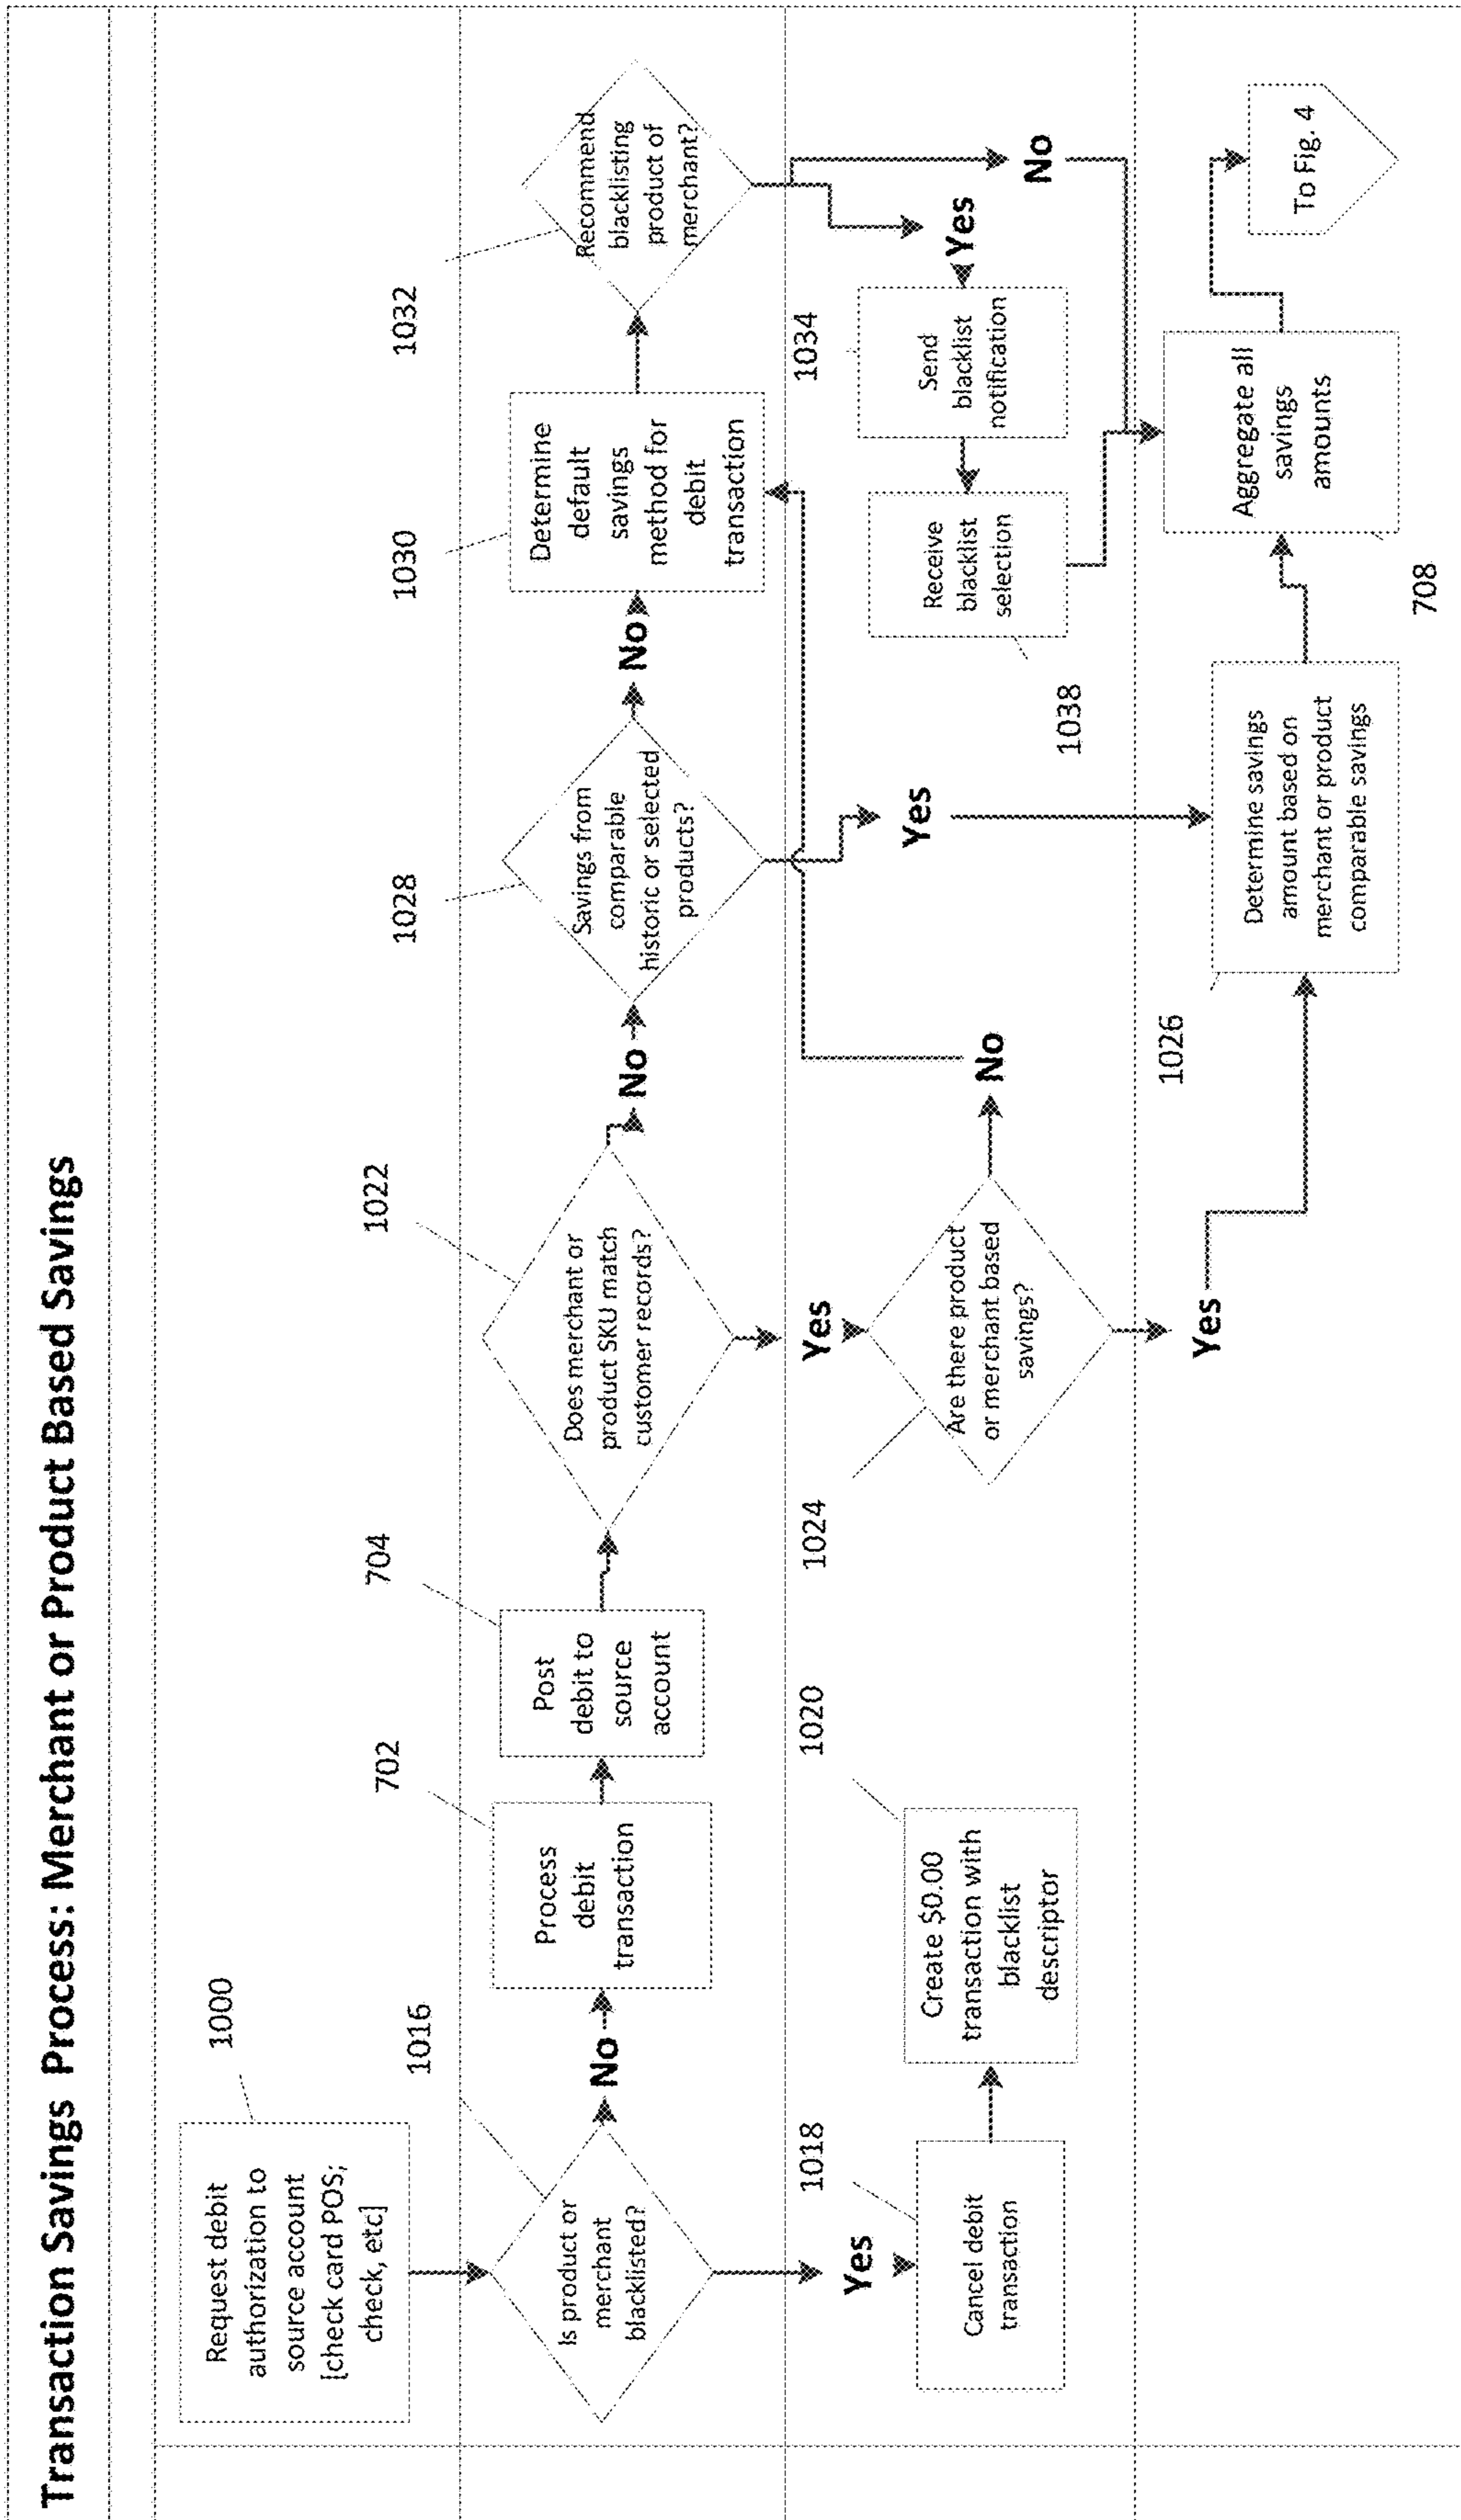 Transaction Savings Process: Merchant or Product Based Savings
1000
Request debit
authorization to
source account
[check card POS;
check, etc]
1016
Is product or
merchant
blacklisted?
No
702
Process
debit
transaction
704
Post
debit to
source
account
1022
Does merchant or
product SKU match
customer records?
No
1028
Savings from
comparable
historic or selected
products?
No
1030
Determine
default
savings
method for
debit
transaction
1032
Recommend
blacklisting
product of
merchant?
Yes
1018
Cancel debit
transaction
1020
Create $0.00
transaction with
blacklist
descriptor
Yes
1024
Are there product
or merchant based
savings?
No
Yes
1038
Receive
blacklist
selection
1034
Send
blacklist
notification
Yes
No
Yes
1026
Determine savings
amount based on
merchant or product
comparable savings
708
Aggregate all
savings
amounts
To Fig. 4